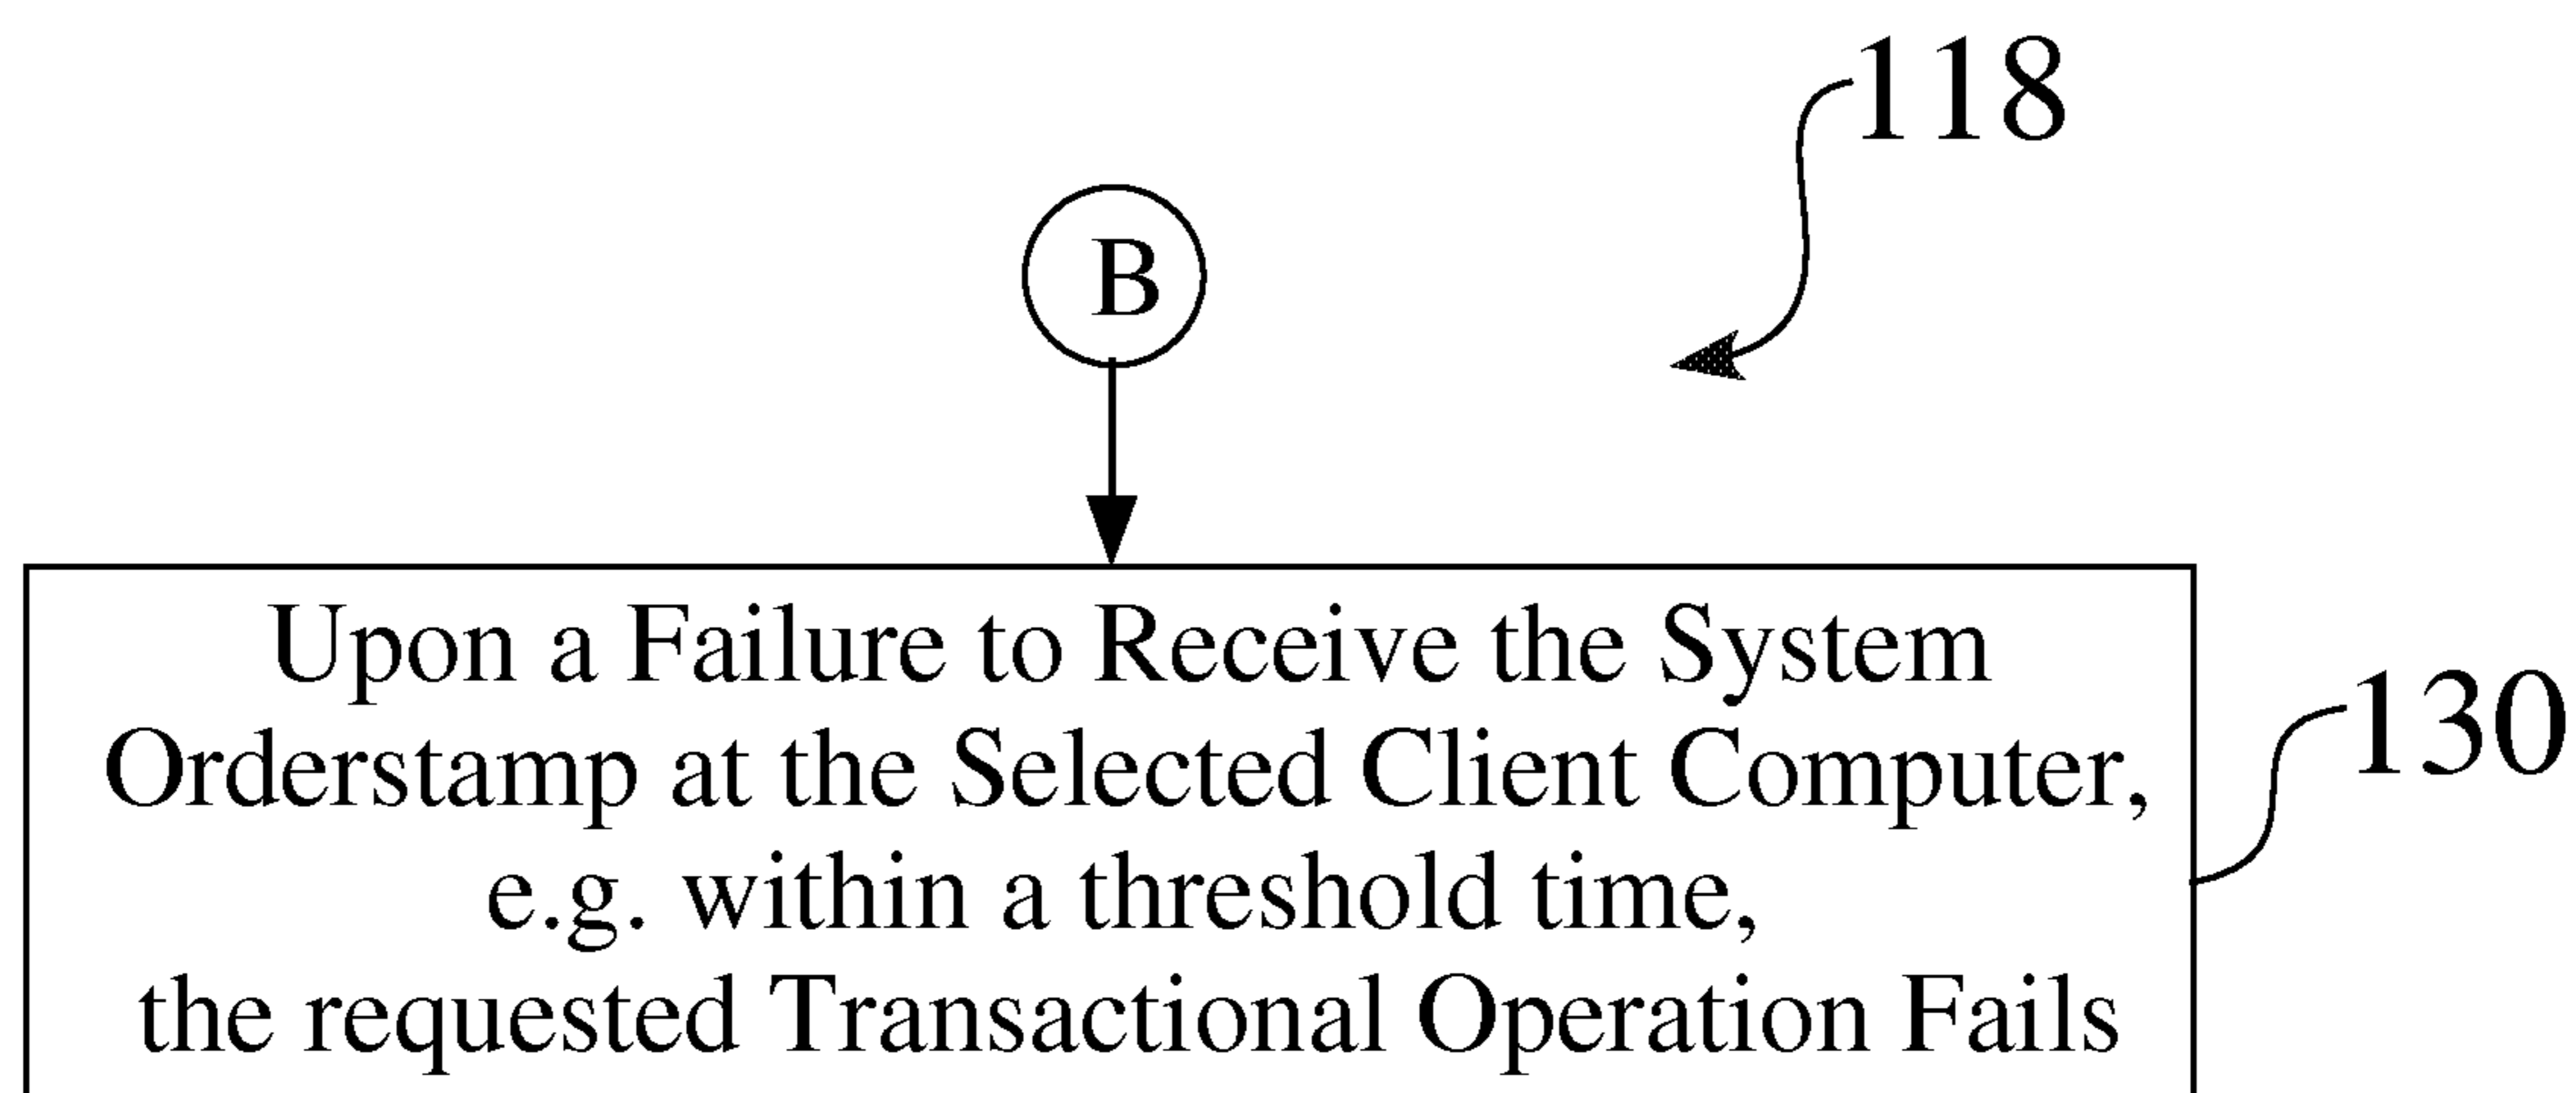 118
B
Upon a Failure to Receive the System
Orderstamp at the Selected Client Computer,
e.g. within a threshold time,
the requested Transactional Operation Fails
130